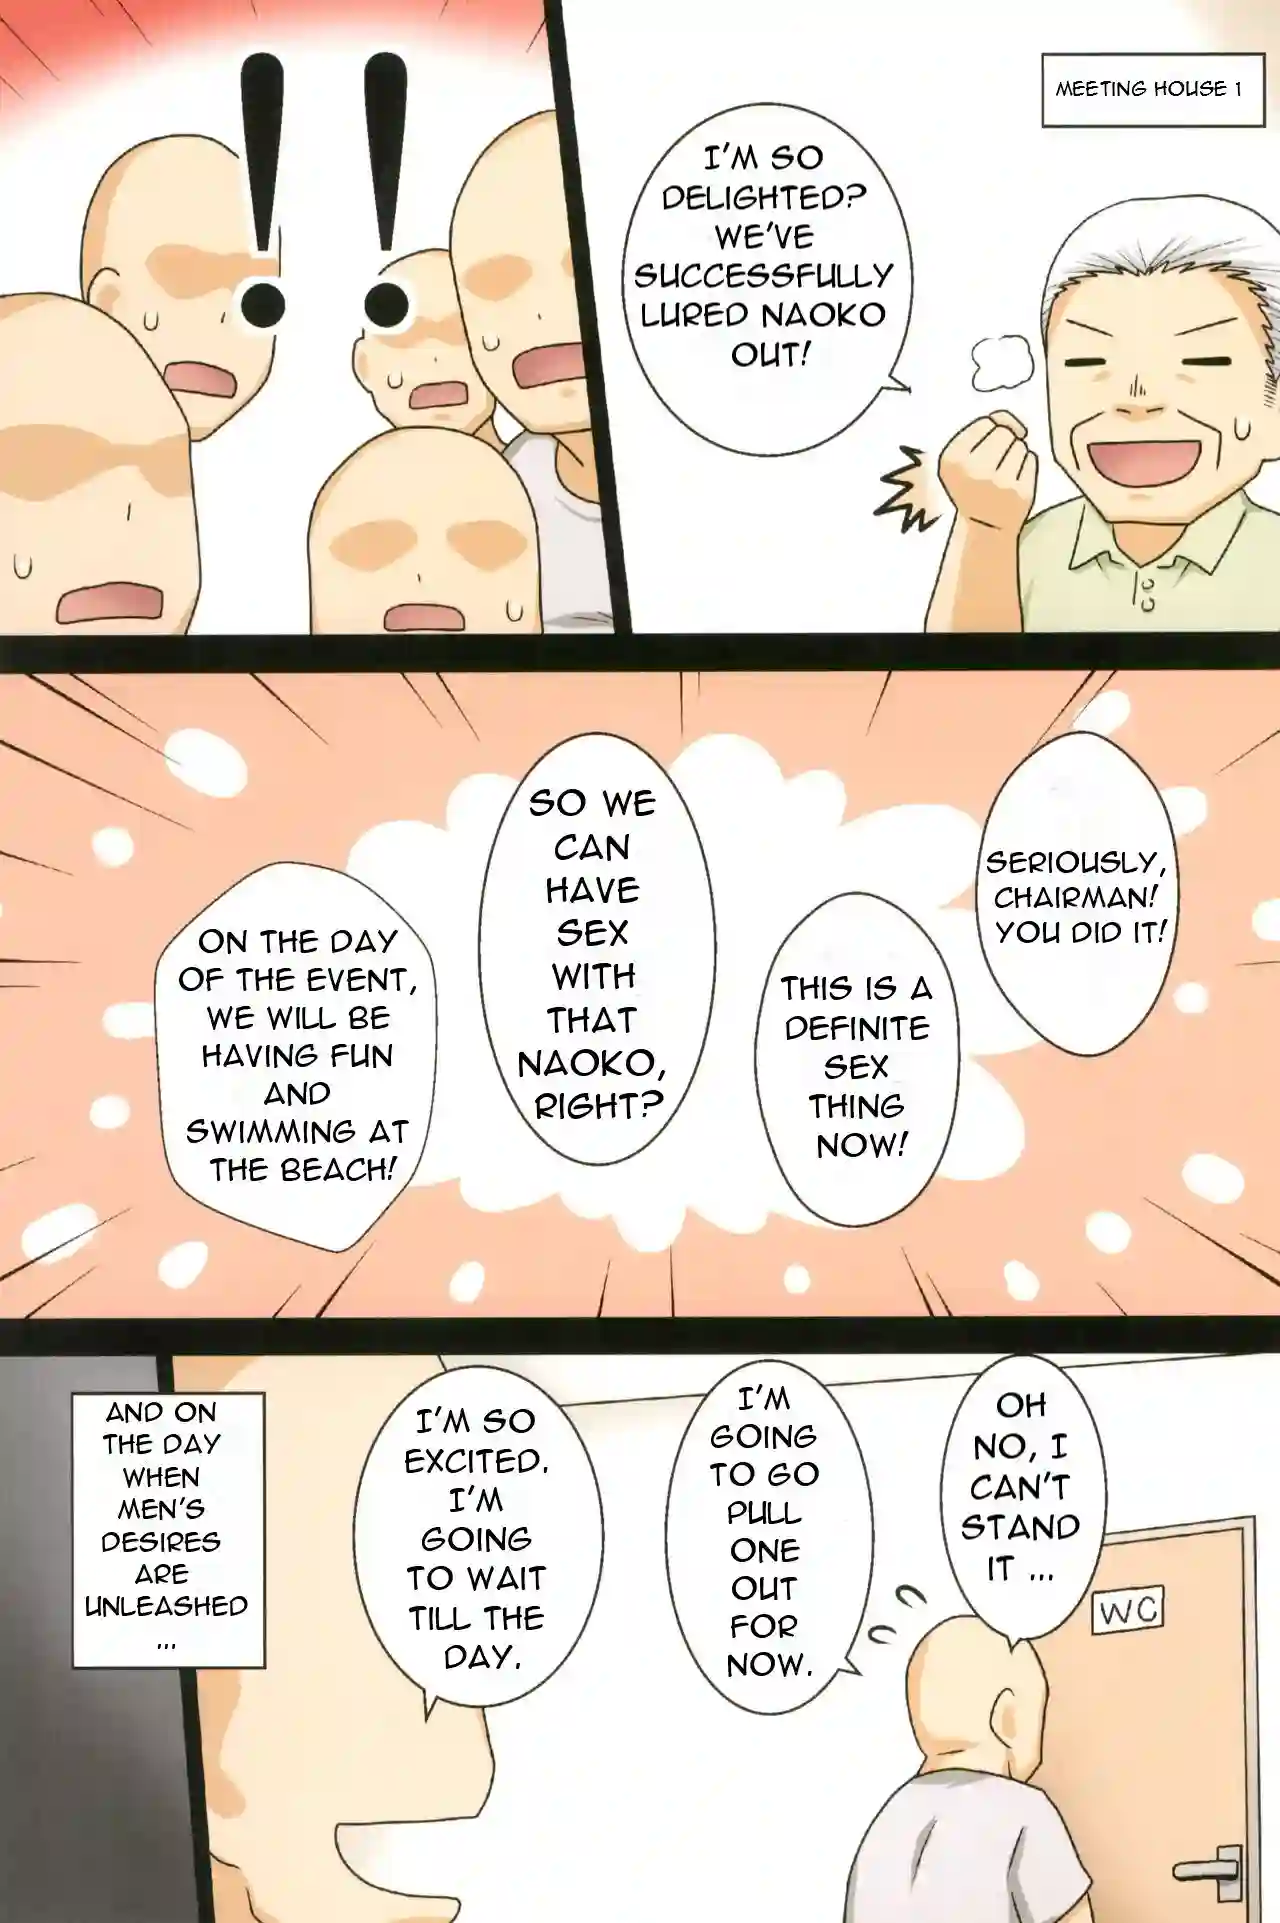 MEETING HOUSE 1
I'M SO
DELIGHTED?
WE'VE
SUCCESSFULLY
LURED NAOKO
OUT!
!!
SERIOUSLY,
CHAIRMAN!
YOU DID IT!
THIS IS A
DEFINITE
SEX
THING
NOW!
SO WE
CAN
HAVE
SEX
WITH
THAT
NAOKO,
RIGHT?
ON THE DAY
OF THE EVENT,
WE WILL BE
HAVING FUN
AND
SWIMMING AT
THE BEACH!
OH
NO, I
CAN'T
STAND
IT ...
WC
I'M
GOING
TO GO
PULL
ONE
OUT
FOR
NOW.
I'M SO
EXCITED.
I'M
GOING
TO WAIT
TILL THE
DAY.
AND ON
THE DAY
WHEN
MEN'S
DESIRES
ARE
UNLEASHED
...